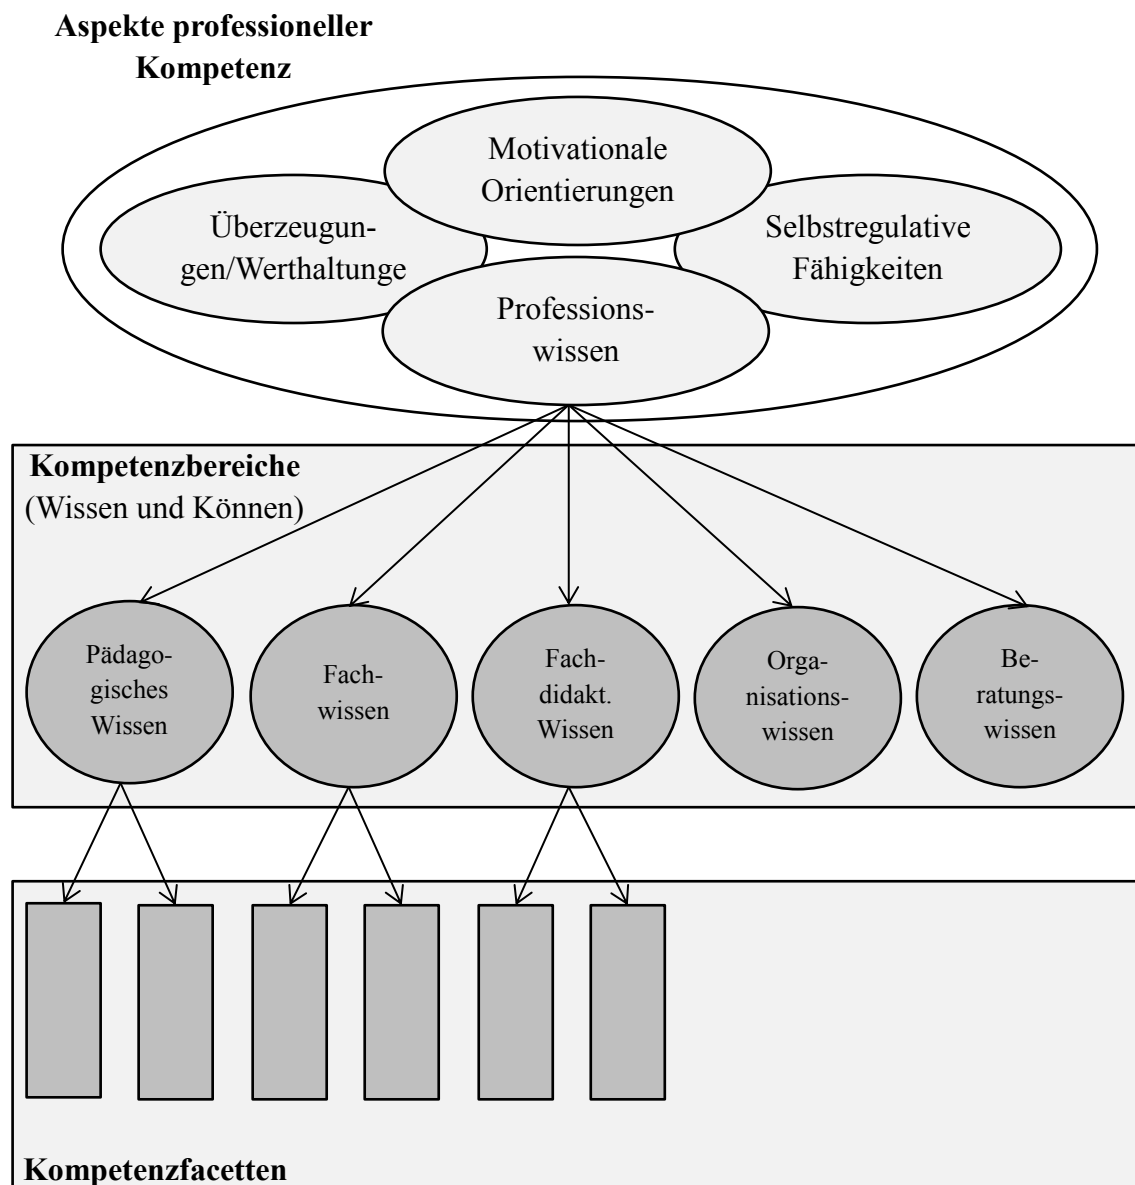 Aspekte professioneller
Kompetenz
Motivationale
Orientierungen
Überzeugun-
gen/Werthaltunge
Selbstregulative
Fähigkeiten
Professions-
wissen
Kompetenzbereiche
(Wissen und Können)
Pädago-
gisches
Wissen
Fach-
wissen
Fach-
didakt.
Wissen
Orga-
nisations-
wissen
Be-
ratungs-
wissen
Kompetenzfacetten